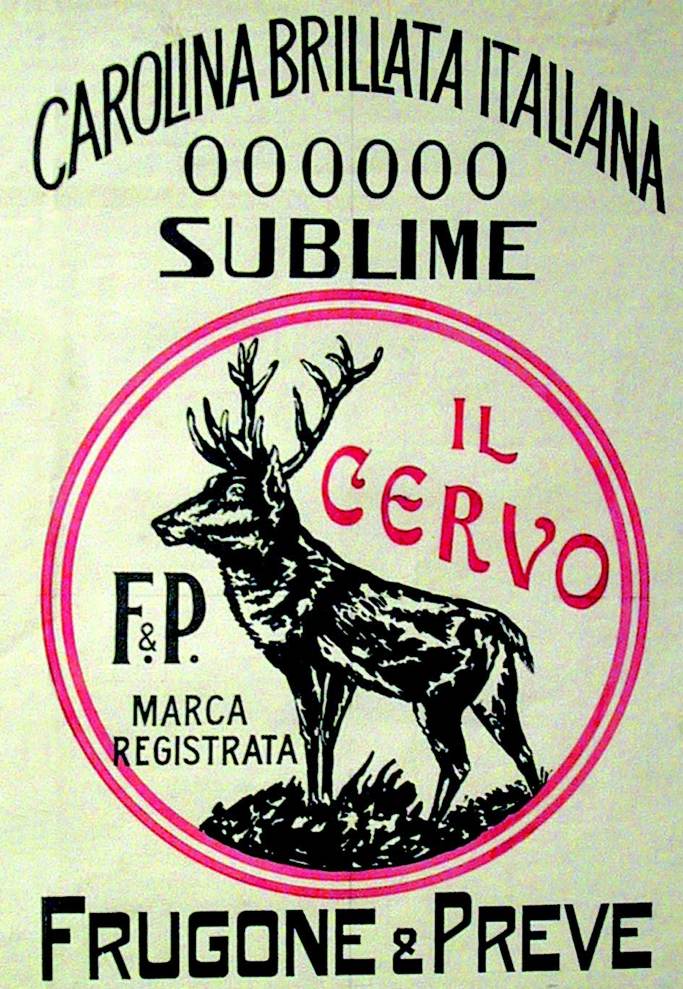 CAROLINA BRILLATA ITALIANA
000000
SUBLIME
IL
CERVO
F. & P.
MARCA
REGISTRATA
FRUGONE & PREVE